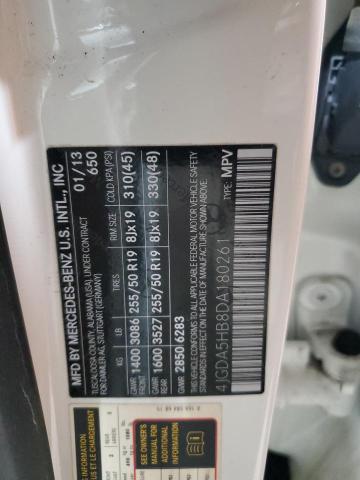 MFD BY MERCEDES-BENZ U.S. INTL., INC 01/13
TUSCALOOSA COUNTY, ALABAMA (USA), UNDER CONTRACT 650
FOR DAIMLER AG, STUTTGART (GERMANY)
KG LB TIRES RIM SIZE COLD KPA (PSI)
GAWR FRONT 1400 3086 255/50 R19 8Jx19 310(45)
GAWR REAR 1600 3527 255/50 R19 8Jx19 330(48)
GVWR 2850 6283
THIS VEHICLE CONFORMS TO ALL APPLICABLE FEDERAL MOTOR VEHICLE SAFETY
STANDARDS IN EFFECT ON THE DATE OF MANUFACTURE SHOWN ABOVE.
4JGDA5HB8DA180261 TYPE: MPV
INFORMATION
ET LE CHARGEMENT
SEE OWNER'S
MANUAL FOR
ADDITIONAL
INFORMATION